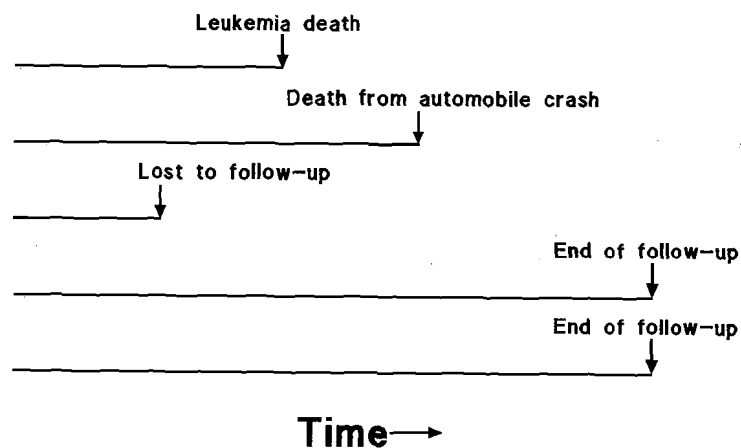 Leukemia death
Death from automobile crash
Lost to follow-up
End of follow-up
End of follow-up
Time